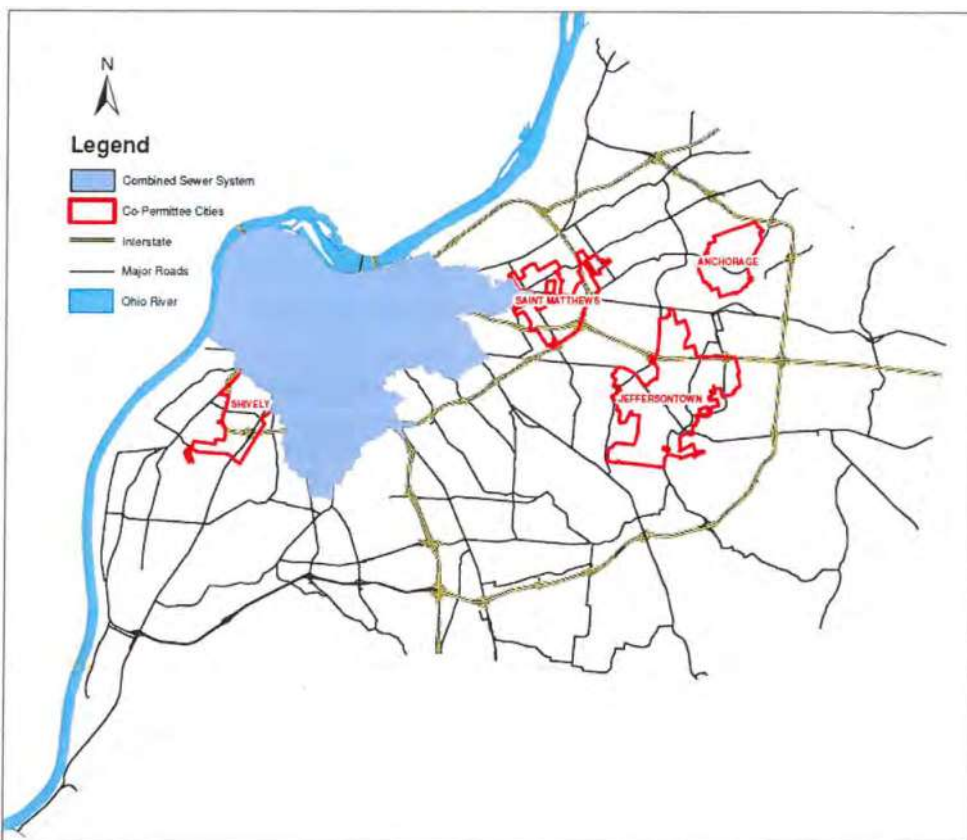 N
Legend
Combined Sewer System
Co-Permittee Cities
Interstate
Major Roads
Ohio River
ANCHORAGE
SAINT MATTHEWS
JEFFERSONTOWN
SHIVELY